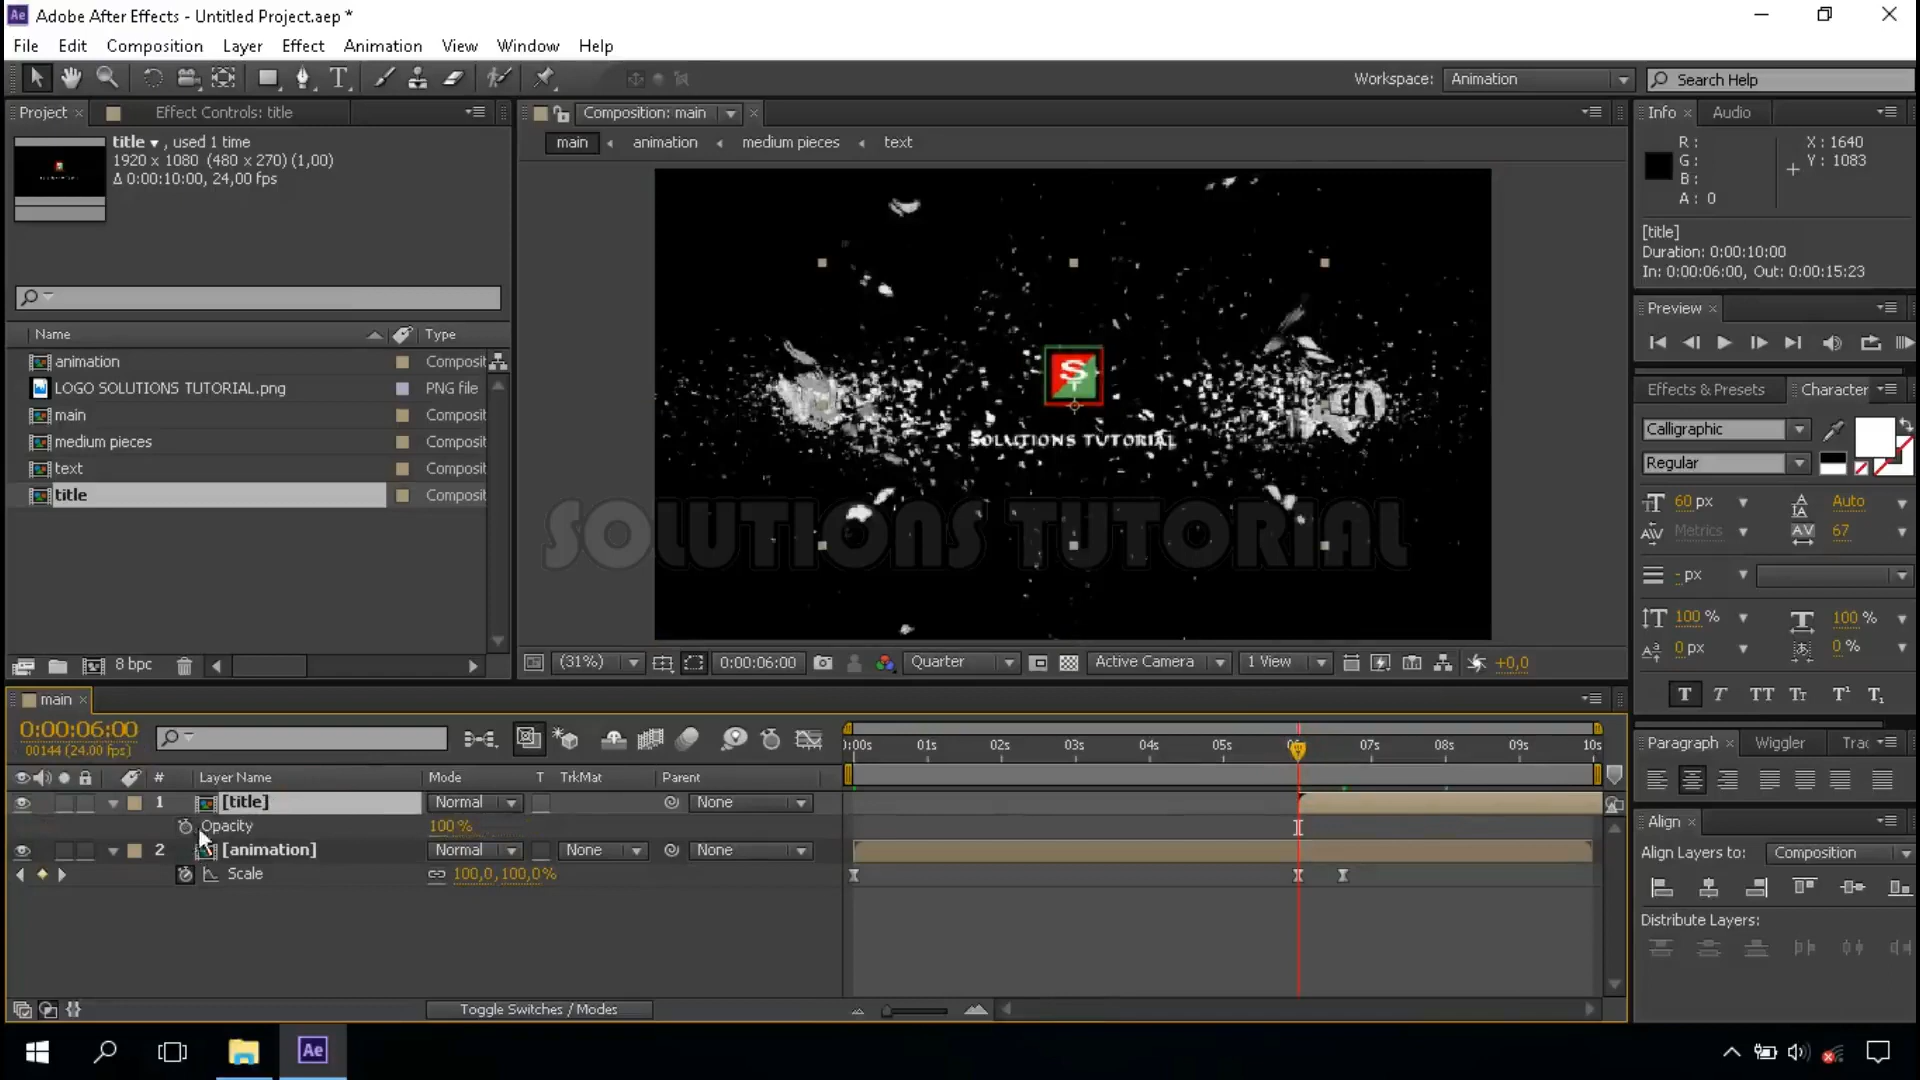 Ae Adobe After Effects - Untitled Project.aep *
File Edit Composition Layer Effect Animation View Window Help
Workspace: Animation Search Help
Project Effect Controls: title
title , used 1 time
1920 x 1080 (480 x 270) (1,00)
Δ 0:00:10:00, 24,00 fps
Name Type
animation Composit
LOGO SOLUTIONS TUTORIAL.png PNG file
main Composit
medium pieces Composit
text Composit
title Composit
8 bpc
Composition: main
main animation medium pieces text
S
T
SOLUTIONS TUTORIAL
SOLUTIONS TUTORIAL
(31%) 0:00:06:00 Quarter Active Camera 1 View +0,0
Info Audio
R : X : 1640
G : Y : 1083
B :
A : 0
[title]
Duration: 0:00:10:00
In: 0:00:06:00, Out: 0:00:15:23
Preview
Effects & Presets Character
Calligraphic
Regular
60 px Auto
Metrics 67
- px
100 % 100 %
0 px 0 %
T T TT Tt T¹ T₁
Paragraph Wiggler Trac
Align
Align Layers to: Composition
Distribute Layers:
main
0:00:06:00
00144 (24.00 fps)
):00s 01s 02s 03s 04s 05s 07s 08s 09s 10s
# Layer Name Mode T TrkMat Parent
1 [title] Normal None
Opacity 100 %
2 [animation] Normal None None
Scale 100,0,100,0%
Toggle Switches / Modes
Ae